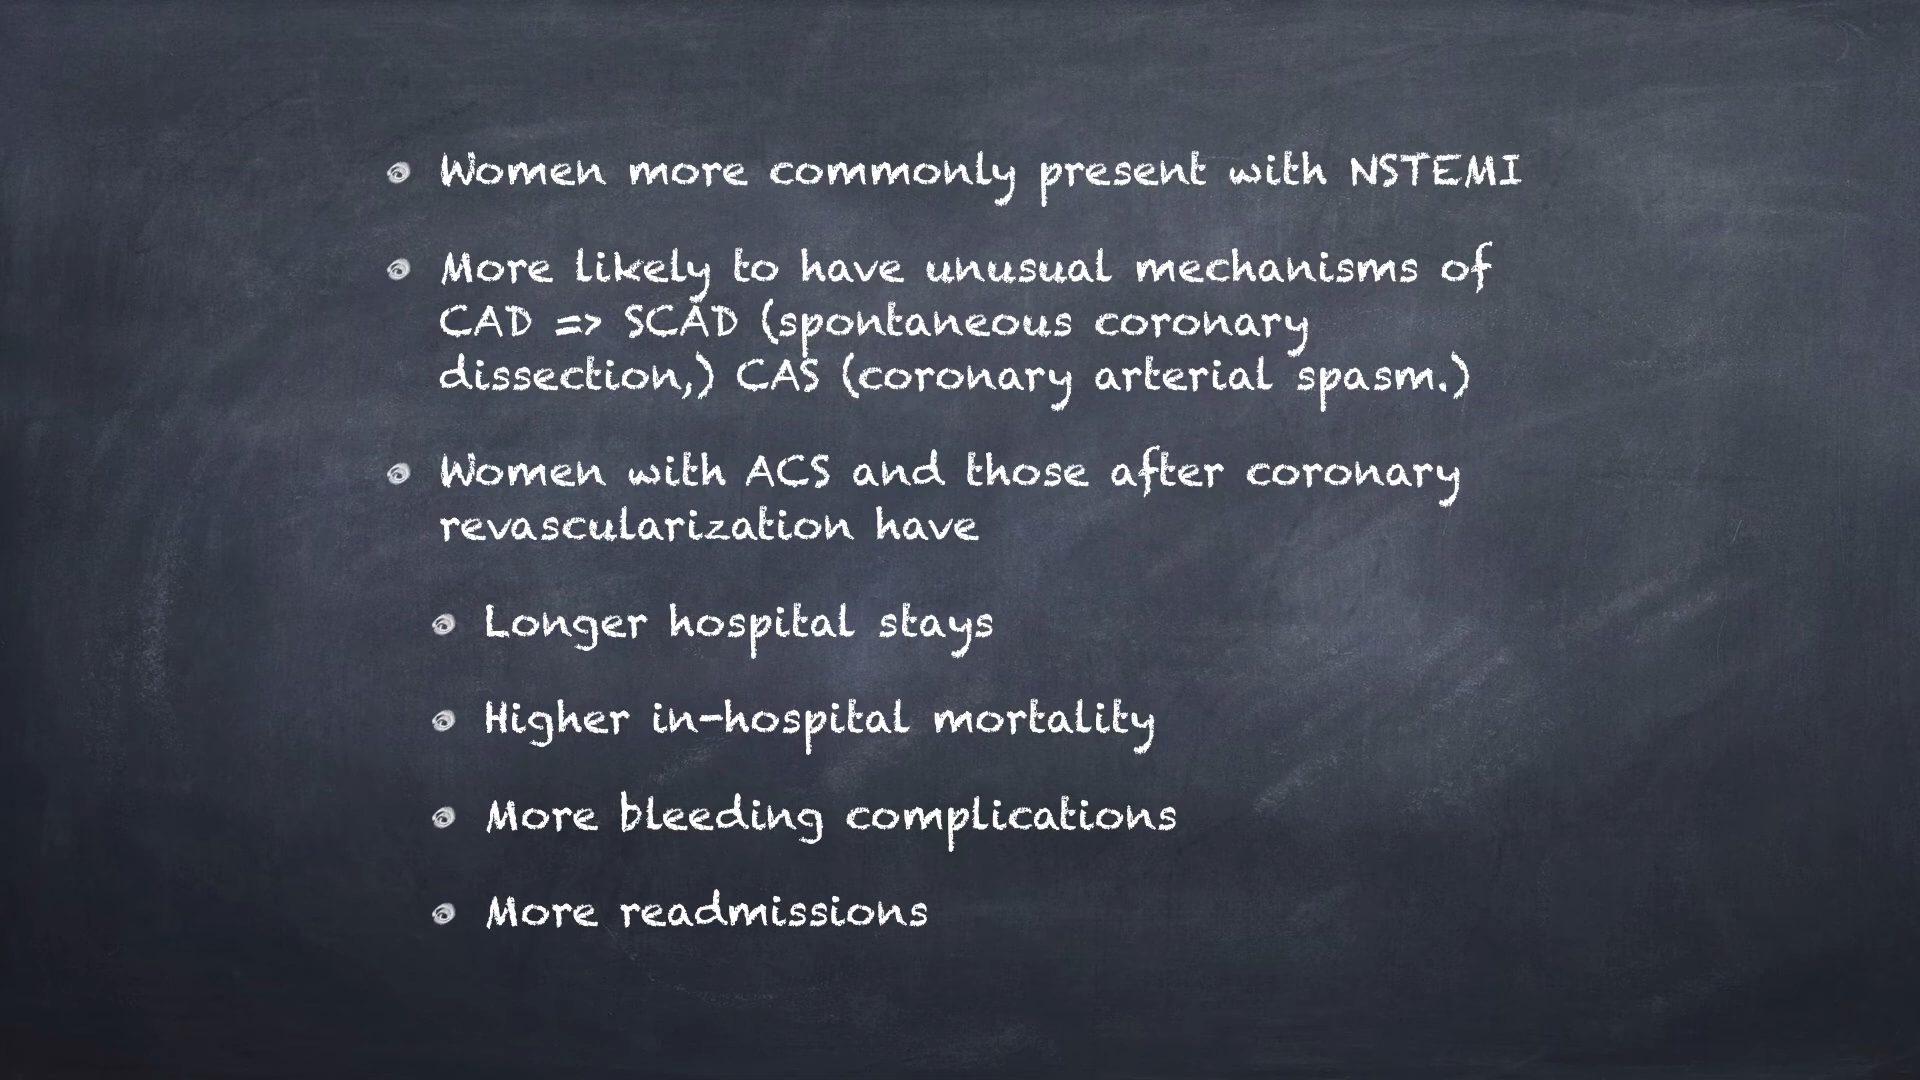 Women more commonly present with NSTEMI
More likely to have unusual mechanisms of
CAD => SCAD (spontaneous coronary
dissection,) CAS (coronary arterial spasm.)
Women with ACS and those after coronary
revascularization have
Longer hospital stays
Higher in-hospital mortality
More bleeding complications
More readmissions